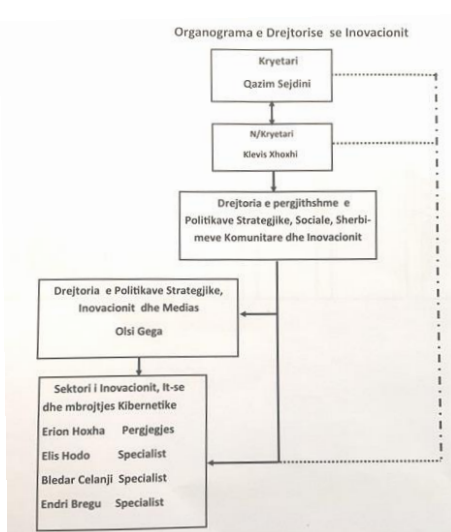 Organograma e Drejtorise se Inovacionit
Kryetari
Qazim Sejdini
N/Kryetari
Klevis Xhoxhi
Drejtoria e pergjithshme e
Politikave Strategjike, Sociale, Sherbi-
meve Komunitare dhe Inovacionit
Drejtoria e Politikave Strategjike,
Inovacionit dhe Medias
Olsi Gega
Sektori i Inovacionit, It-se
dhe mbrojtjes Kibernetike
Erion Hoxha Pergjegjes
Elis Hodo Specialist
Bledar Celanji Specialist
Endri Bregu Specialist